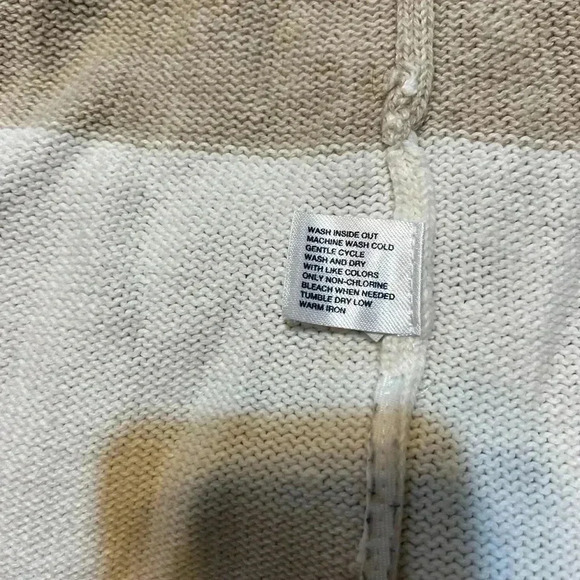 WASH INSIDE OUT
MACHINE WASH COLD
GENTLE CYCLE
WASH AND DRY
WITH LIKE COLORS
ONLY NON-CHLORINE
BLEACH WHEN NEEDED
TUMBLE DRY LOW
WARM IRON